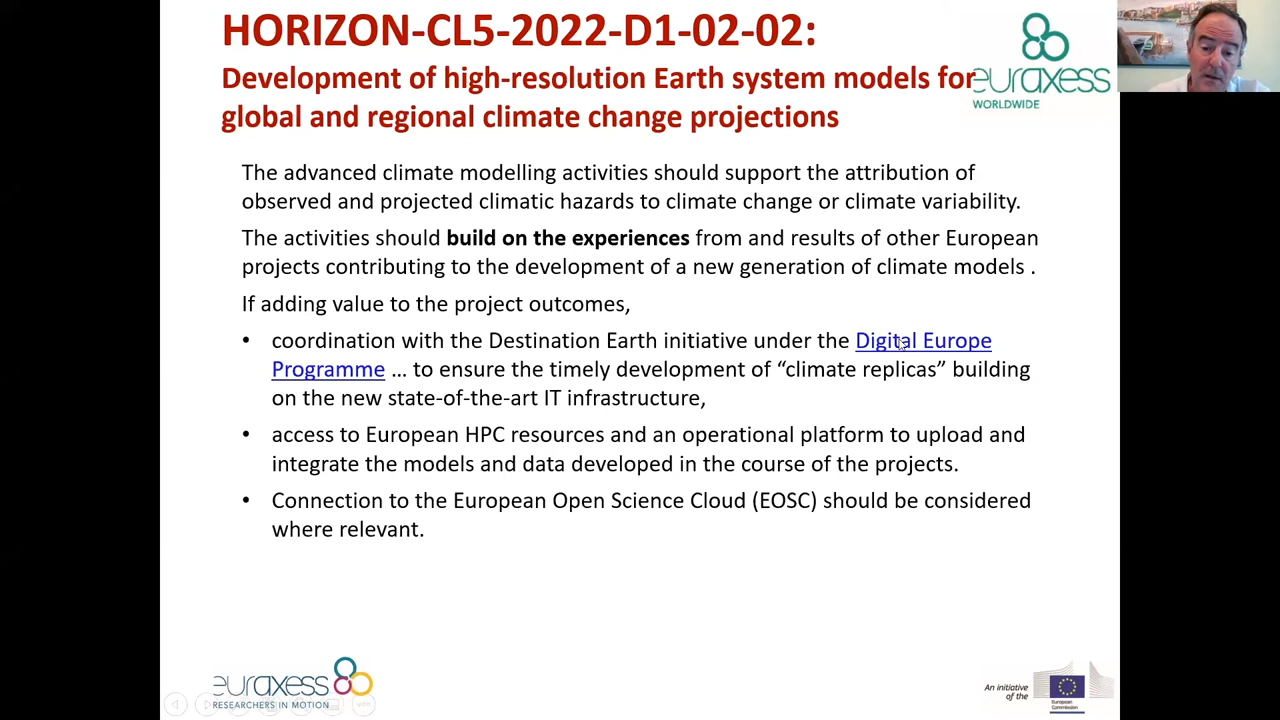 HORIZON-CL5-2022-D1-02-02:
Development of high-resolution Earth system models for
global and regional climate change projections
euraxess
WORLDWIDE
The advanced climate modelling activities should support the attribution of
observed and projected climatic hazards to climate change or climate variability.
The activities should build on the experiences from and results of other European
projects contributing to the development of a new generation of climate models .
If adding value to the project outcomes,
• coordination with the Destination Earth initiative under the Digital Europe
Programme … to ensure the timely development of “climate replicas” building
on the new state-of-the-art IT infrastructure,
• access to European HPC resources and an operational platform to upload and
integrate the models and data developed in the course of the projects.
• Connection to the European Open Science Cloud (EOSC) should be considered
where relevant.
euraxess
RESEARCHERS IN MOTION
An initiative
of the
European
Commission